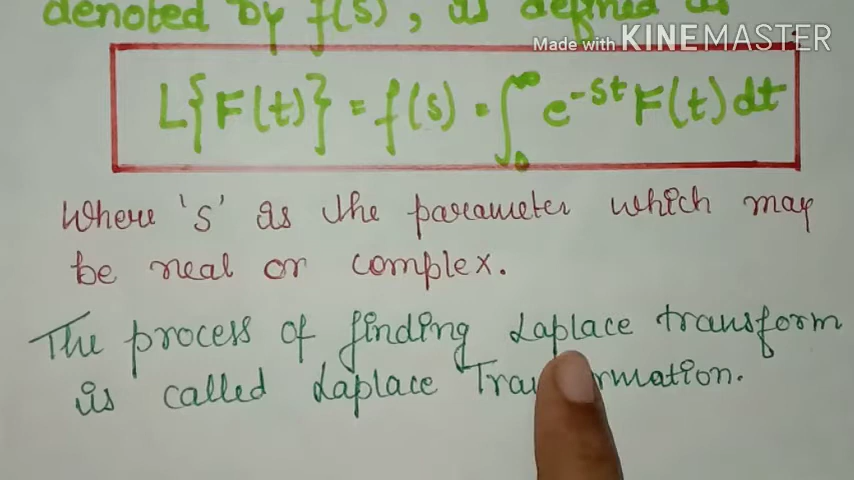 denoted by f(s), is defined as
Made with KINEMASTER
L{F(t)} = f(s) = ∫₀^∞ e^{-st} F(t) dt
Where 's' is the parameter which may
be real or complex.
The process of finding Laplace transform
is called Laplace Transformation.